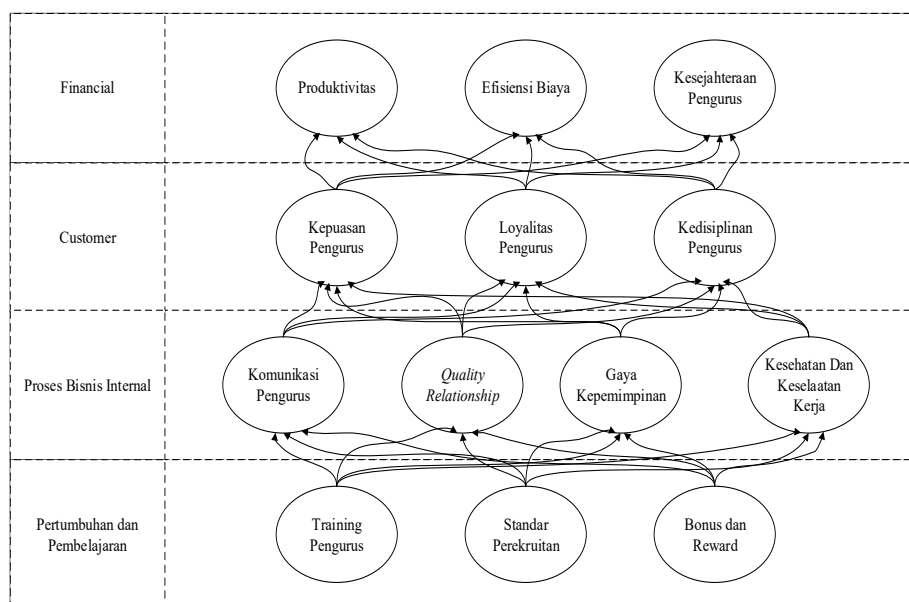 Financial
Produktivitas
Efisiensi Biaya
Kesejahteraan
Pengurus
Customer
Kepuasan
Pengurus
Loyalitas
Pengurus
Kedisiplinan
Pengurus
Proses Bisnis Internal
Komunikasi
Pengurus
Quality
Relationship
Gaya
Kepemimpinan
Kesehatan Dan
Keselaatan
Kerja
Pertumbuhan dan
Pembelajaran
Training
Pengurus
Standar
Perekruitan
Bonus dan
Reward